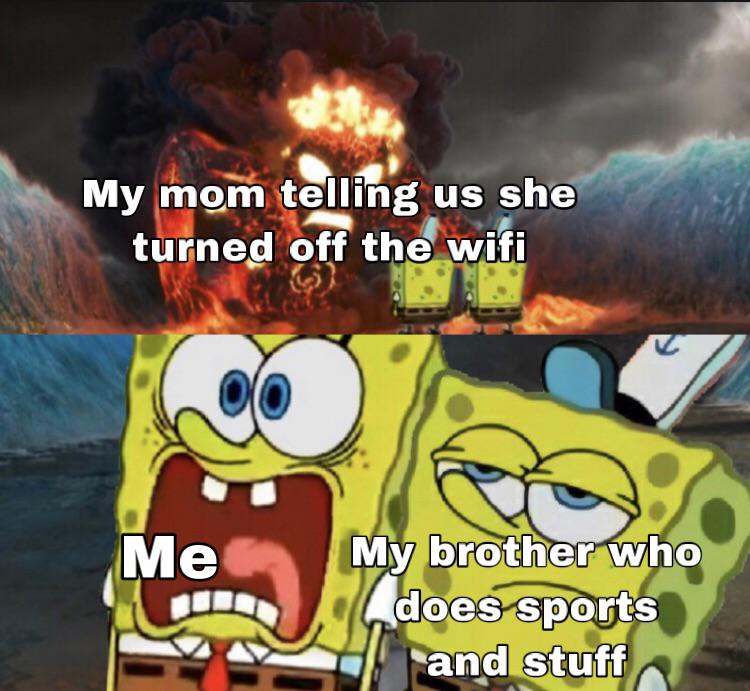 My mom telling us she
turned off the wifi
Me
My brother who
does sports
and stuff